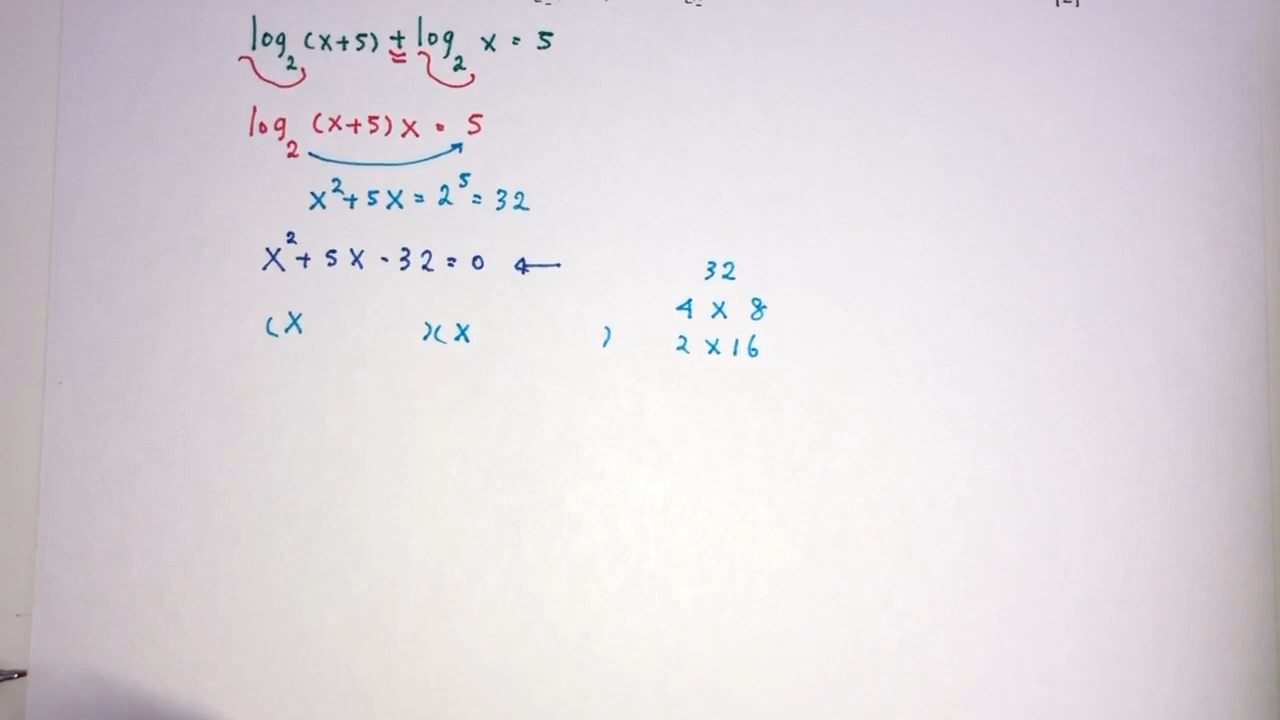 log₂ (x+5) + log₂ x = 5
log₂ (x+5) x = 5
x² + 5x = 2⁵ = 32
x² + 5x - 32 = 0 ←
32
4 x 8
(x )(x )
2 x 16